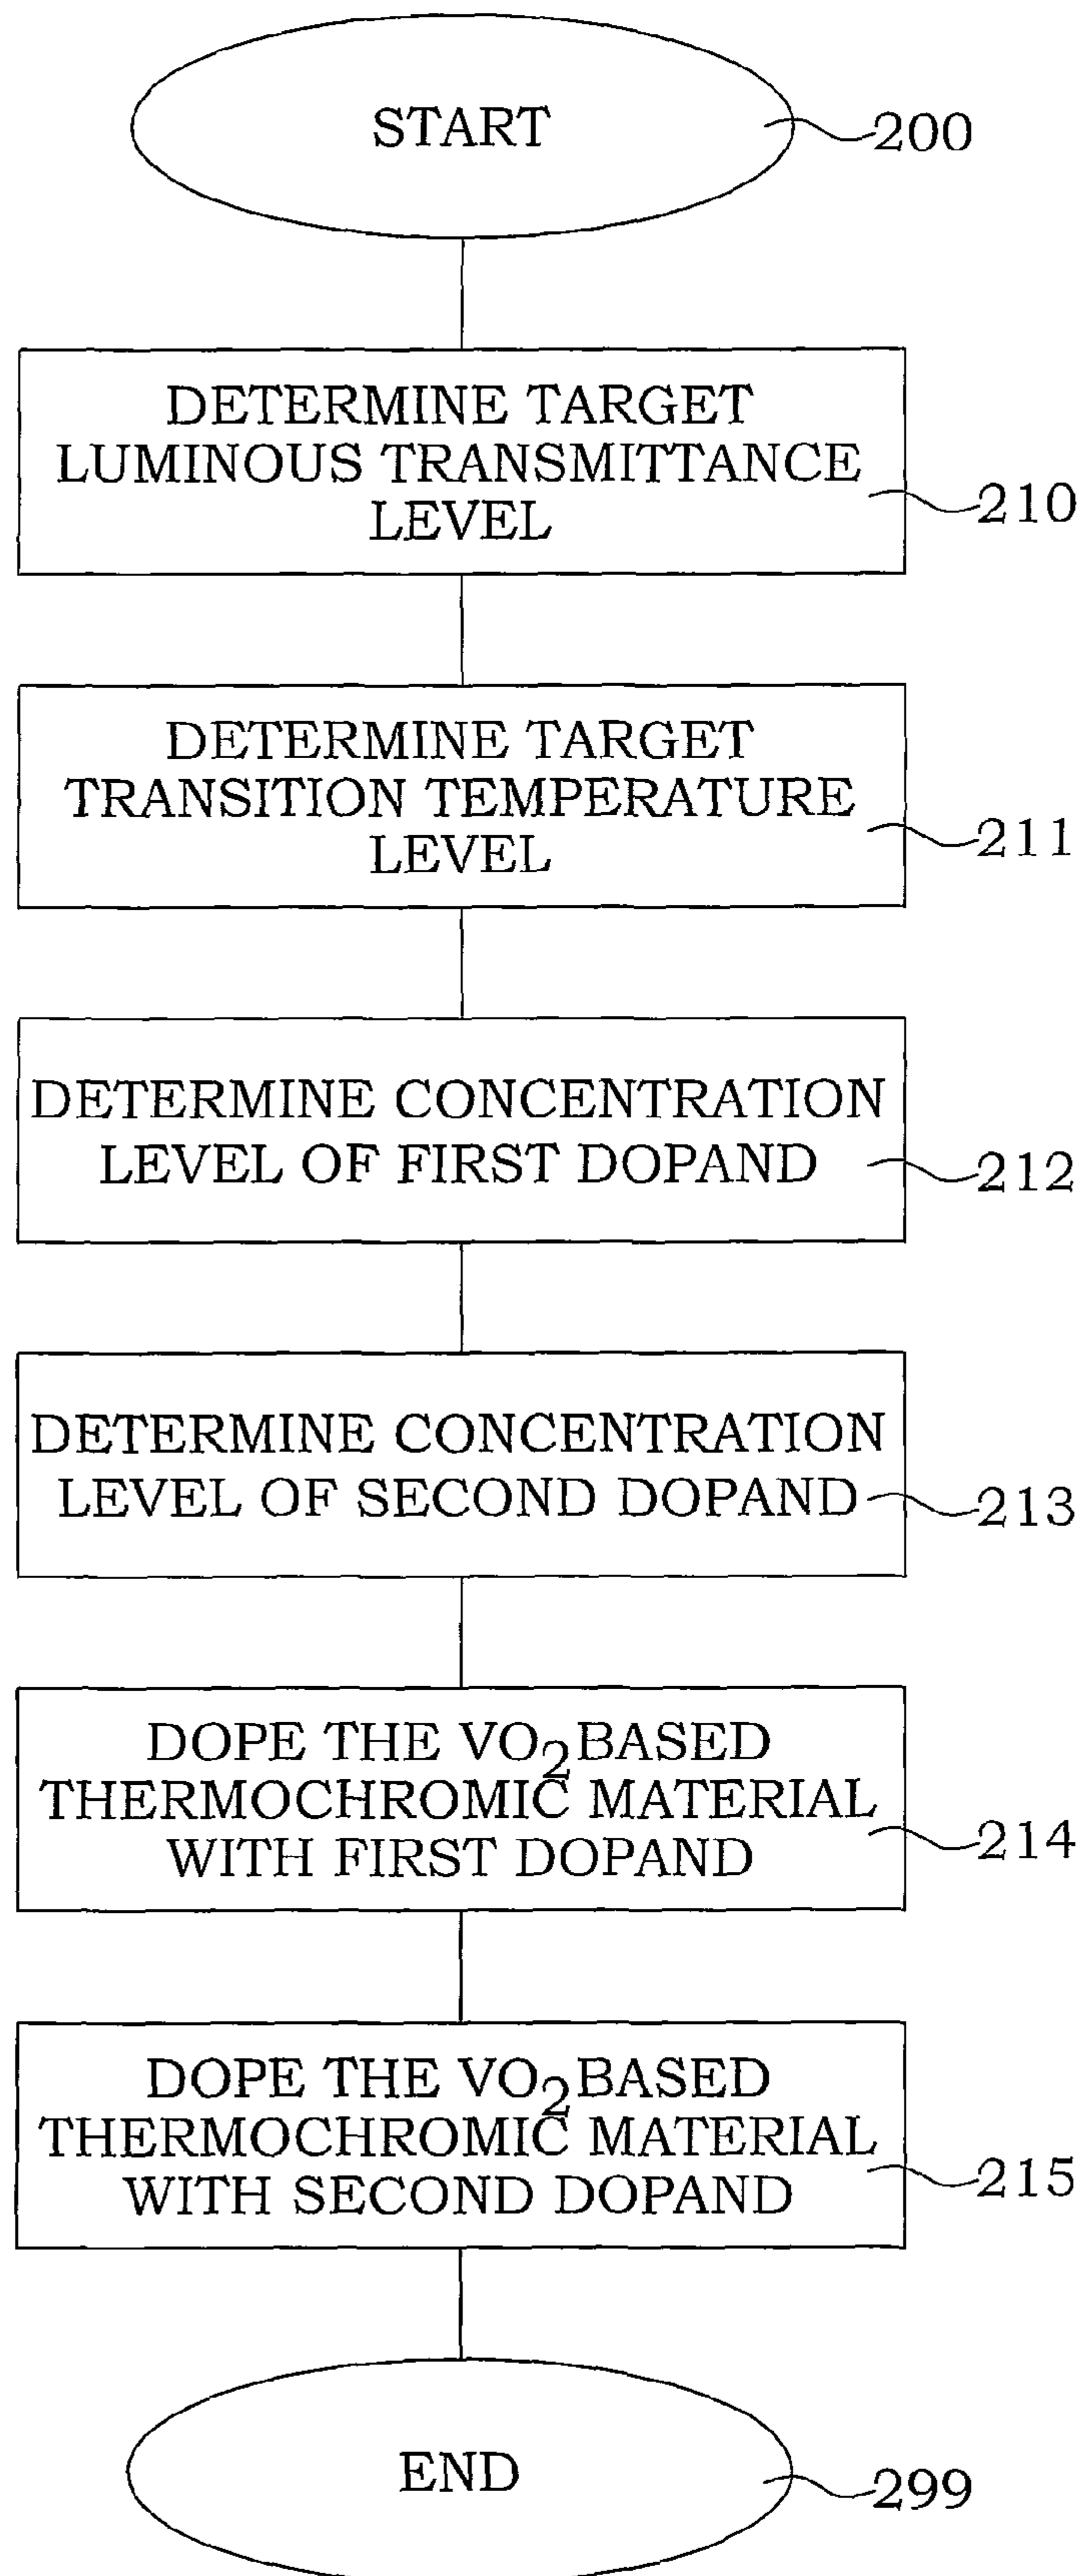 START
200
DETERMINE TARGET
LUMINOUS TRANSMITTANCE
LEVEL
210
DETERMINE TARGET
TRANSITION TEMPERATURE
LEVEL
211
DETERMINE CONCENTRATION
LEVEL OF FIRST DOPAND
212
DETERMINE CONCENTRATION
LEVEL OF SECOND DOPAND
213
DOPE THE VO2 BASED
THERMOCHROMIC MATERIAL
WITH FIRST DOPAND
214
DOPE THE VO2 BASED
THERMOCHROMIC MATERIAL
WITH SECOND DOPAND
215
END
299